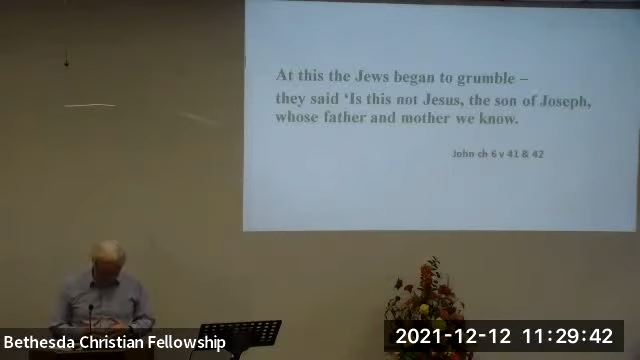 At this the Jews began to grumble –
they said ‘Is this not Jesus, the son of Joseph,
whose father and mother we know.
John ch 6 v 41 & 42
Bethesda Christian Fellowship
2021-12-12 11:29:42